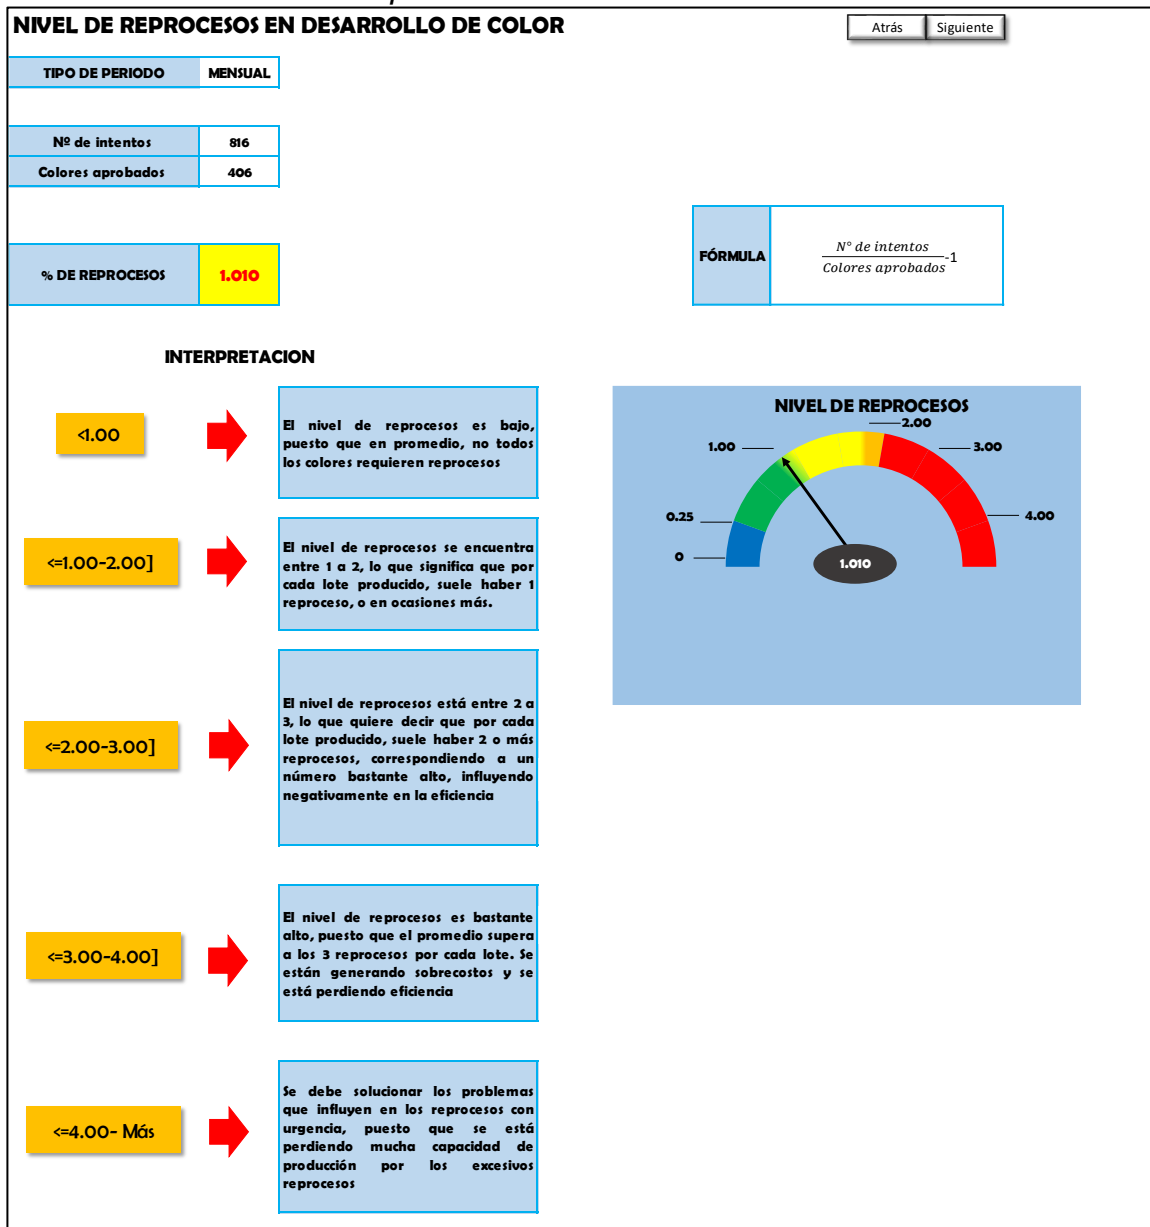 NIVEL DE REPROCESOS EN DESARROLLO DE COLOR
Atrás
Siguiente
TIPO DE PERIODO
MENSUAL
Nº de intentos
816
Colores aprobados
406
% DE REPROCESOS
1.010
FÓRMULA
N° de intentos
Colores aprobados
-1
INTERPRETACION
<1.00
El nivel de reprocesos es bajo,
puesto que en promedio, no todos
los colores requieren reprocesos
<=1.00-2.00]
El nivel de reprocesos se encuentra
entre 1 a 2, lo que significa que por
cada lote producido, suele haber 1
reproceso, o en ocasiones más.
<=2.00-3.00]
El nivel de reprocesos está entre 2 a
3, lo que quiere decir que por cada
lote producido, suele haber 2 o más
reprocesos, correspondiendo a un
número bastante alto, influyendo
negativamente en la eficiencia
<=3.00-4.00]
El nivel de reprocesos es bastante
alto, puesto que el promedio supera
a los 3 reprocesos por cada lote. Se
están generando sobrecostos y se
está perdiendo eficiencia
<=4.00- Más
Se debe solucionar los problemas
que influyen en los reprocesos con
urgencia, puesto que se está
perdiendo mucha capacidad de
producción por los excesivos
reprocesos
NIVEL DE REPROCESOS
2.00
1.00
3.00
0.25
4.00
0
1.010